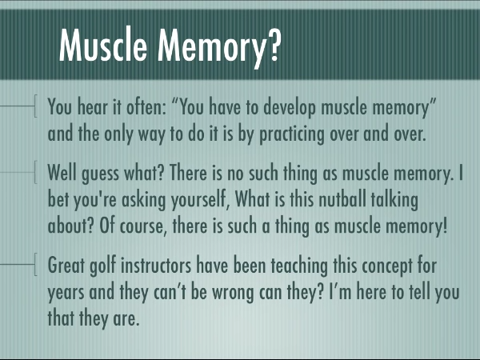 Muscle Memory?
You hear it often: “You have to develop muscle memory”
and the only way to do it is by practicing over and over.
Well guess what? There is no such thing as muscle memory. I
bet you're asking yourself, What is this nutball talking
about? Of course, there is such a thing as muscle memory!
Great golf instructors have been teaching this concept for
years and they can’t be wrong can they? I’m here to tell you
that they are.